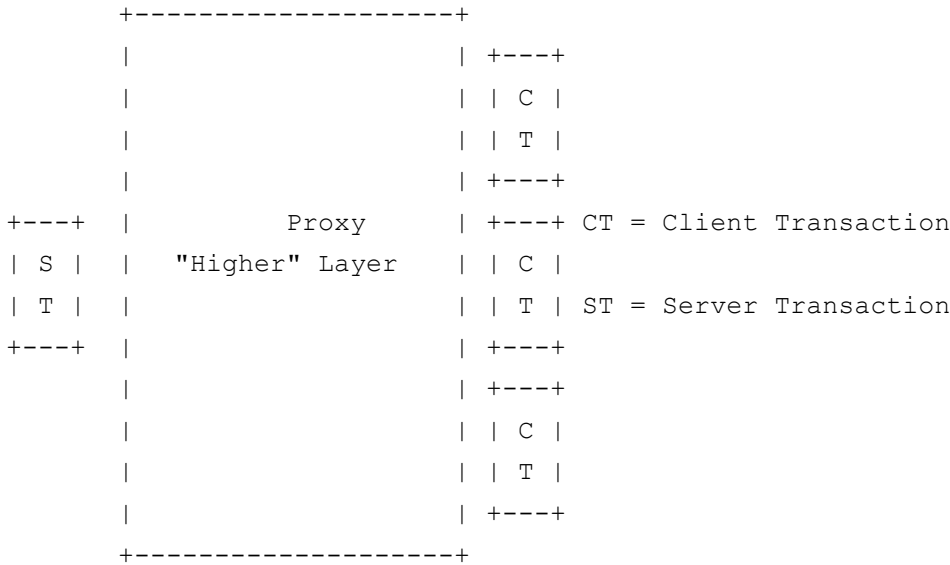 +--------------------+
|                    | +---+
|                    | | C |
|                    | | T |
|                    | +---+
+---+  |          Proxy     | +---+ CT = Client Transaction
| S |  |  "Higher" Layer    | | C |
| T |  |                    | | T | ST = Server Transaction
+---+  |                    | +---+
|                    | +---+
|                    | | C |
|                    | | T |
|                    | +---+
+--------------------+